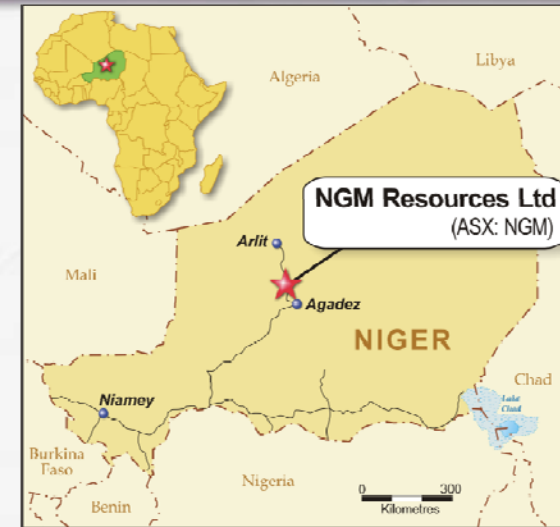 Algeria
Libya
NGM Resources Ltd
(ASX: NGM)
Arlit
Mali
Agadez
NIGER
Chad
Lake
Chad
Niamey
Burkina
Faso
Nigeria
Benin
0 300
Kilometres